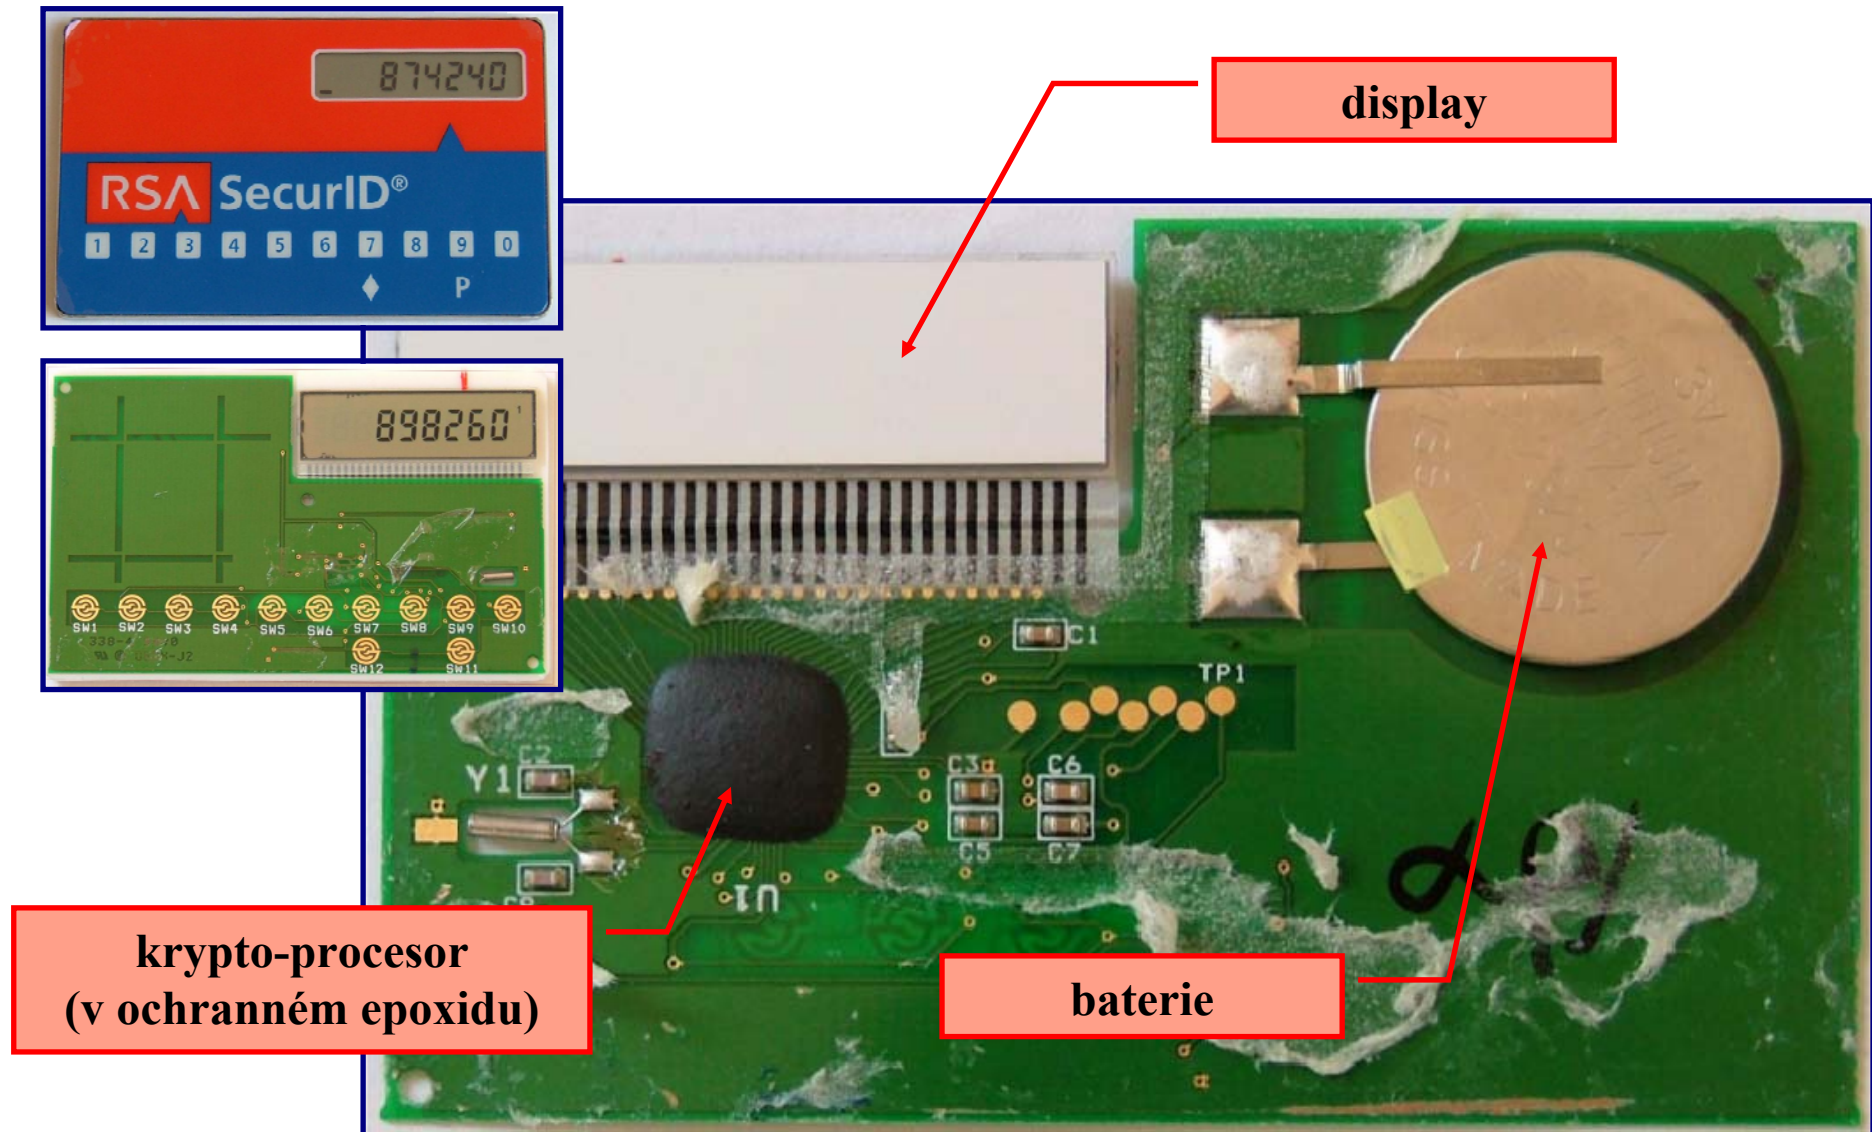 874240
RSA SecurID®
1 2 3 4 5 6 7 8 9 0
P
display
898260 1
SW1 SW2 SW3 SW4 SW5 SW6 SW7 SW8 SW9 SW10
SW12 SW11
C1
TP1
C2
Y1
C3 C6
C5 C7
U1
krypto-procesor
(v ochranném epoxidu)
baterie